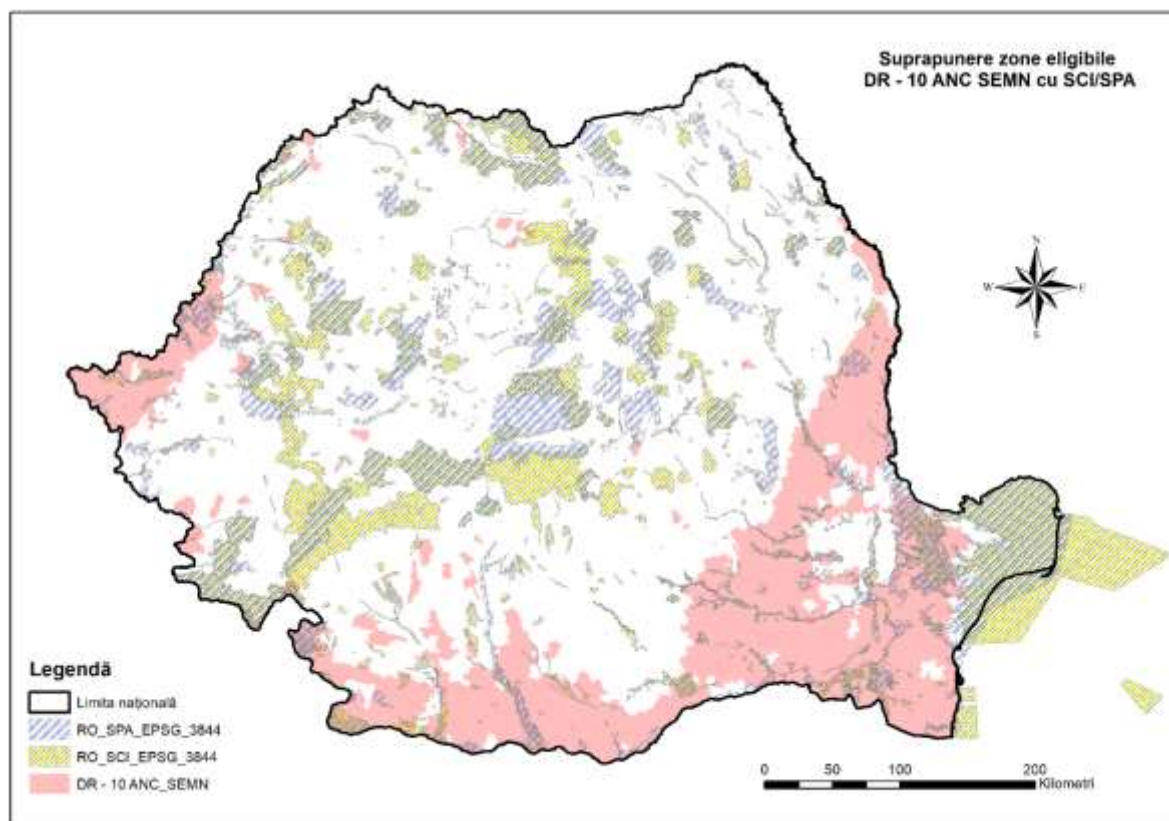 Suprapunere zone eligibile
DR - 10 ANC SEMN cu SCI/SPA
N
W
E
S
Legendă
Limita națională
RO_SPA_EPSG_3844
RO_SCI_EPSG_3844
DR - 10 ANC_SEMN
0 50 100 200
Kilometri